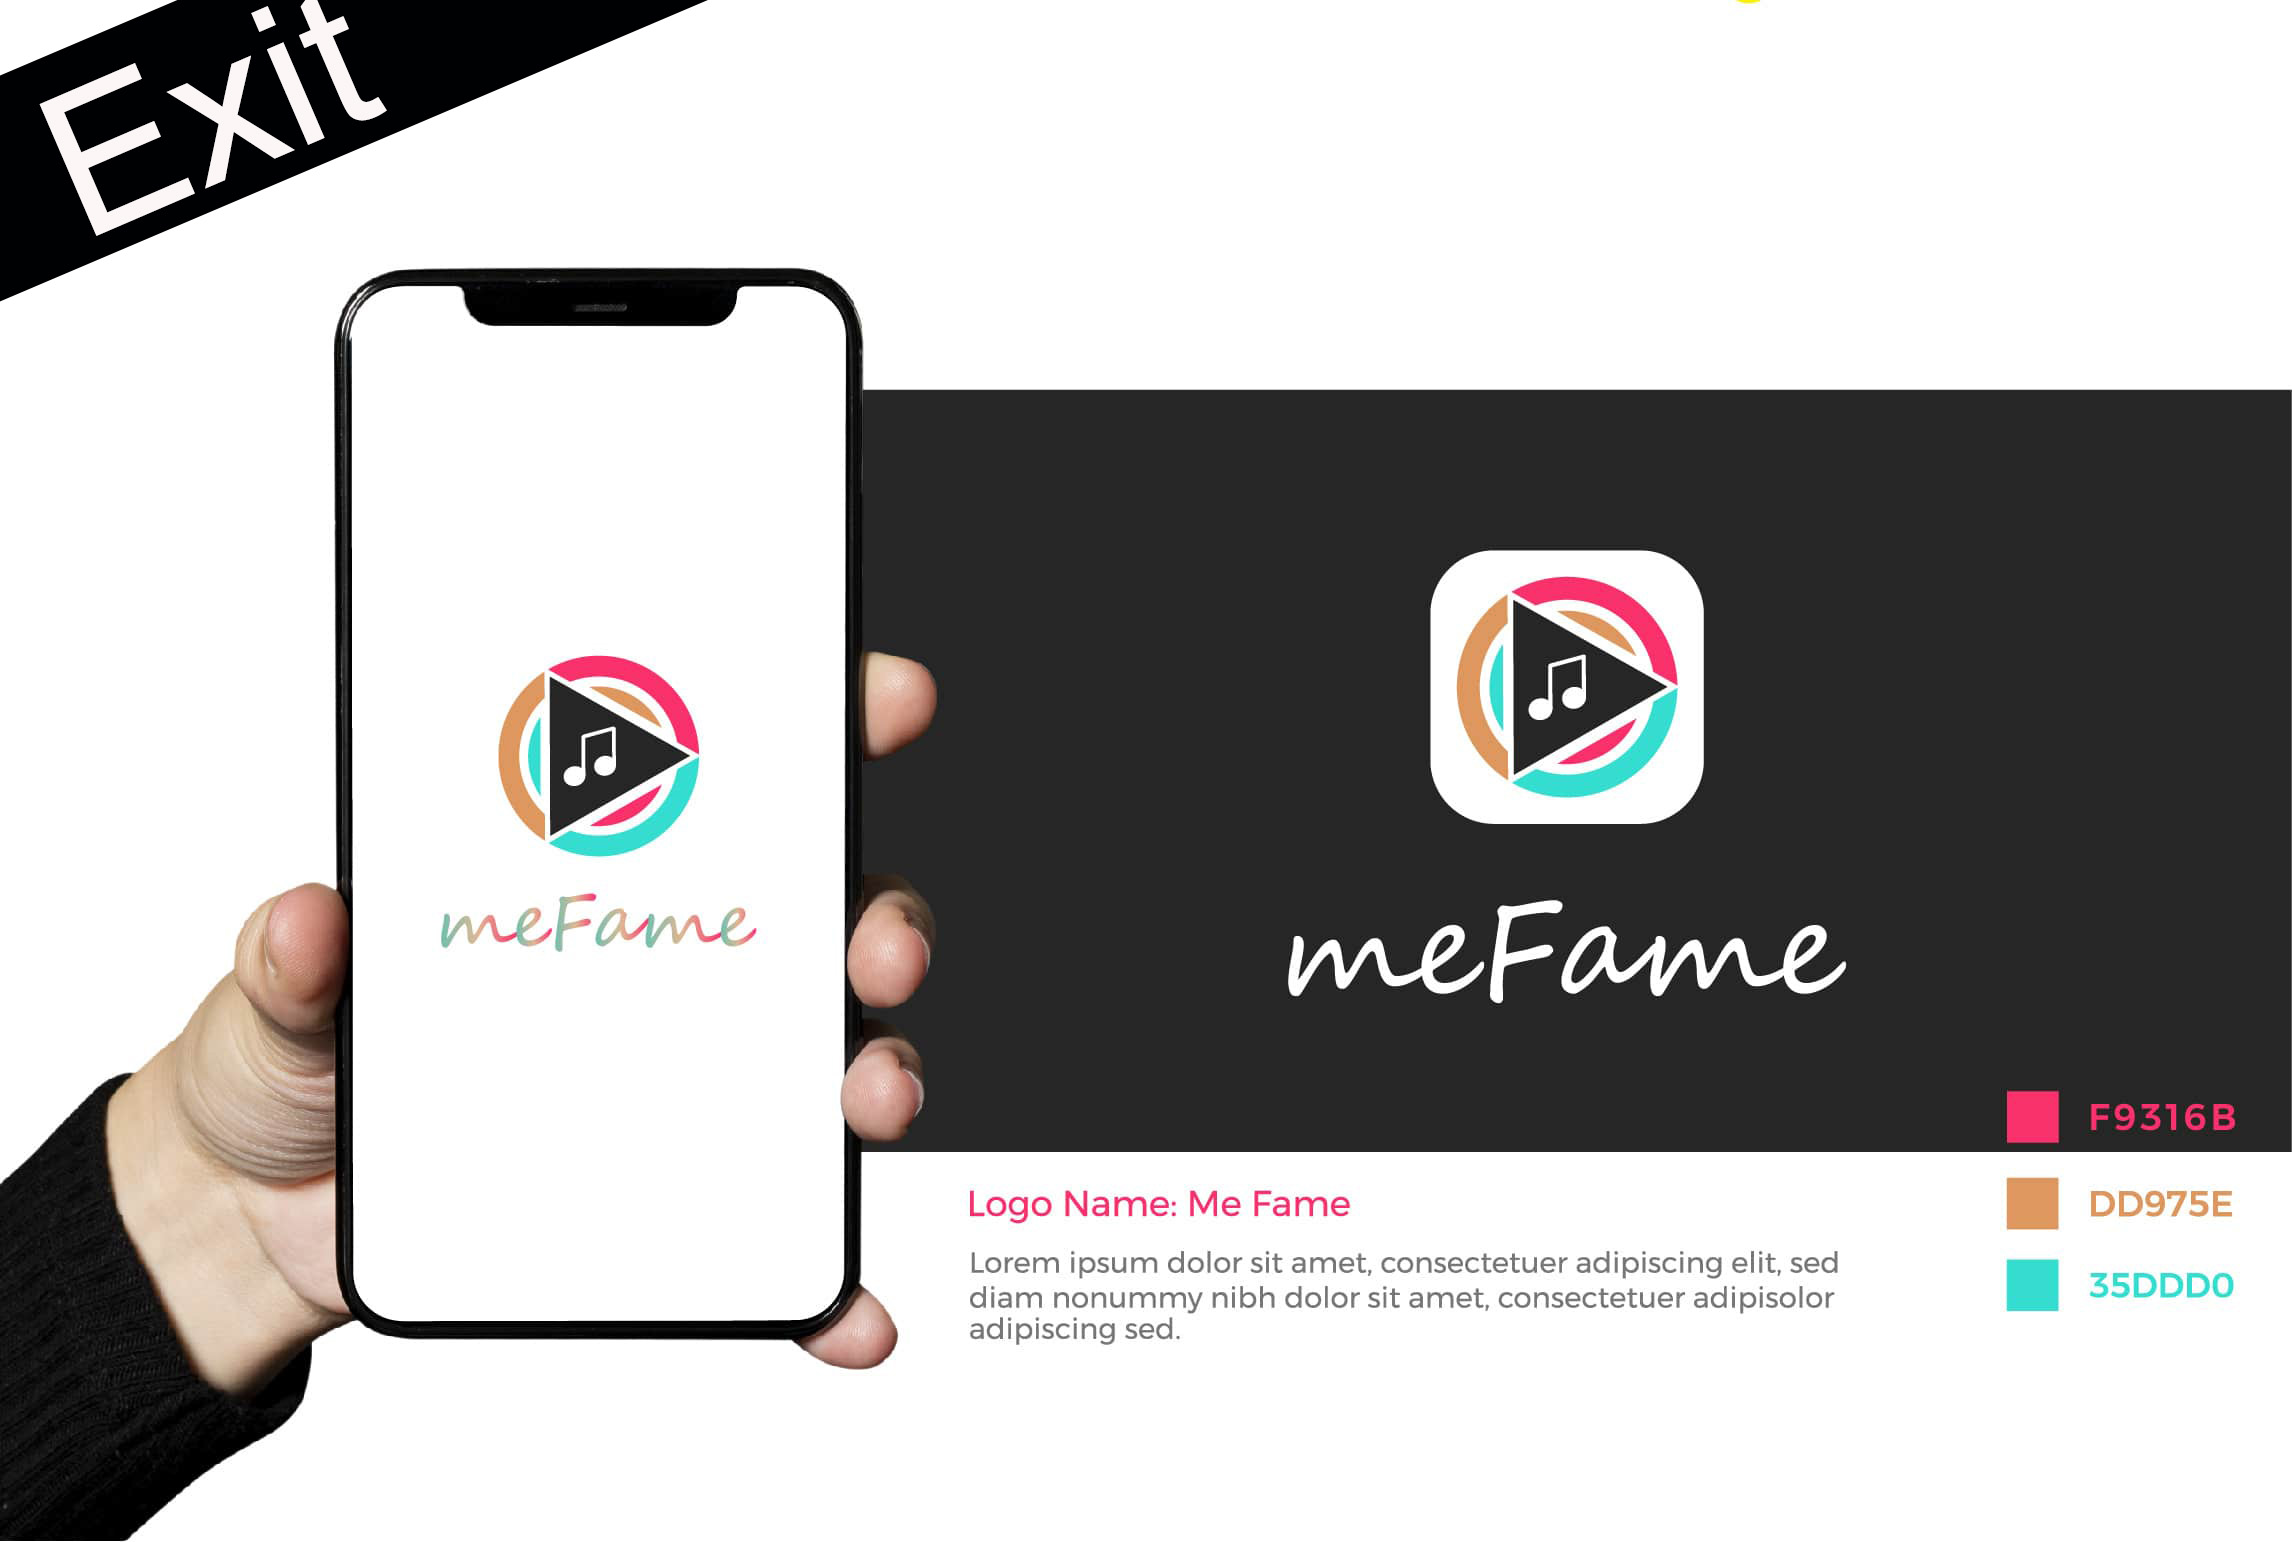 Exit
meFame
meFame
F9316B
Logo Name: Me Fame
DD975E
Lorem ipsum dolor sit amet, consectetuer adipiscing elit, sed
diam nonummy nibh dolor sit amet, consectetuer adipisolor
adipiscing sed.
35DDD0